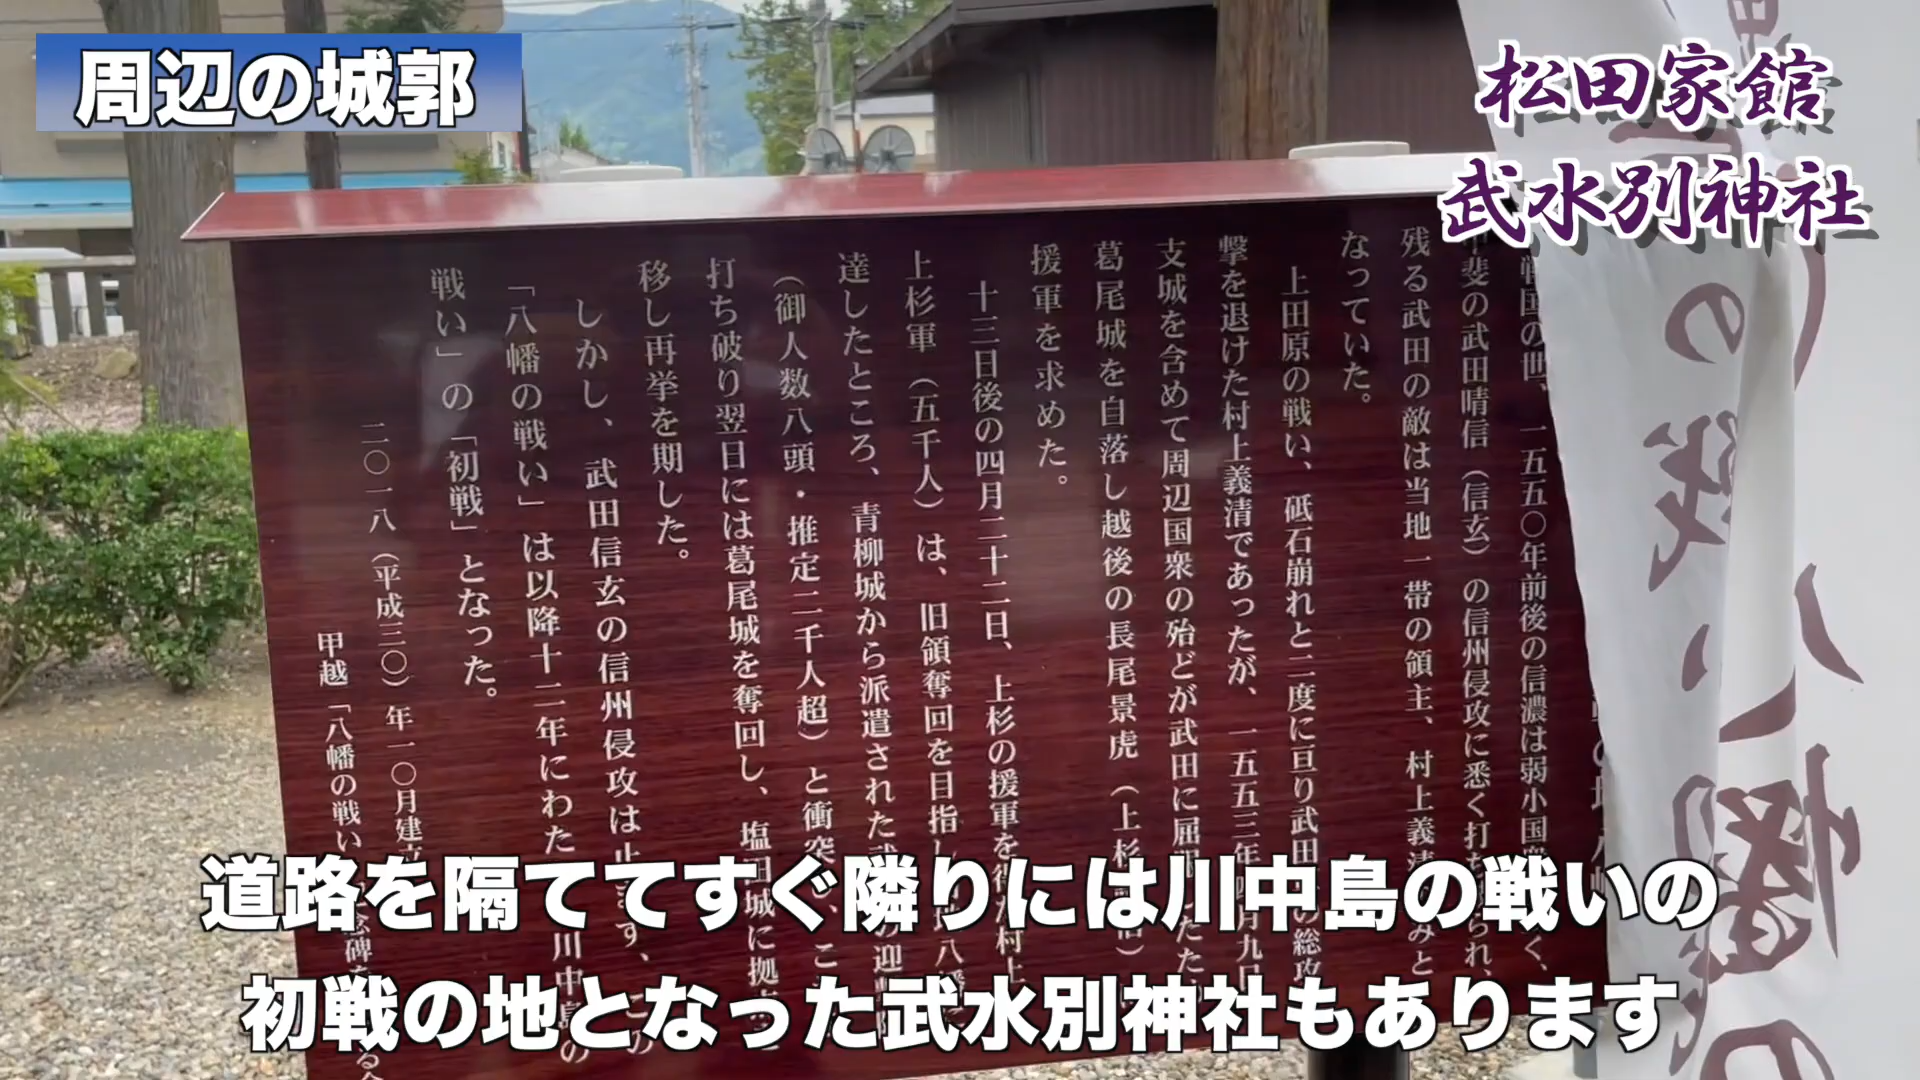 周辺の城郭
松田家館
武水別神社
戦国の世、一五五〇年前後の信濃は弱小国衆
甲斐の武田晴信（信玄）の信州侵攻に悉く打
残る武田の敵は当地一帯の領主、村上義清
なっていた。
上田原の戦い、砥石崩れと二度に亘り武田
撃を退けた村上義清であったが、一五五三年
支城を含めて周辺国衆の殆どが武田に屈
葛尾城を自落し越後の長尾景虎（上杉
援軍を求めた。
十三日後の四月二十二日、上杉の援軍を得た村上
上杉軍（五千人）は、旧領奪回を目指し
達したところ、青柳城から派遣された武
（御人数八頭・推定二千人超）と衝突、こ
打ち破り翌日には葛尾城を奪回し、塩田城に拠
移し再挙を期した。
しかし、武田信玄の信州侵攻は止
「八幡の戦い」は以降十二年にわた
川中島の
戦い」の「初戦」となった。
二〇一八（平成三〇）年一〇月建立
甲越「八幡の戦い
道路を隔ててすぐ隣りには川中島の戦いの
初戦の地となった武水別神社もあります